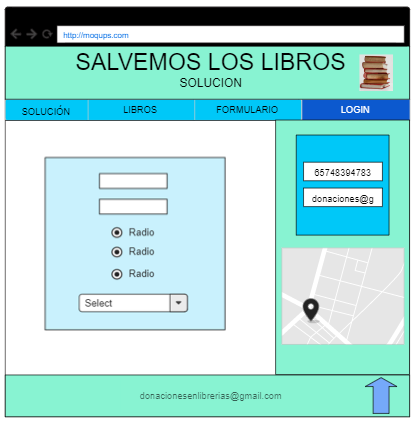 http://moqups.com
SALVEMOS LOS LIBROS
SOLUCION
SOLUCIÓN
LIBROS
FORMULARIO
LOGIN
65748394783
donaciones@g
Radio
Radio
Radio
Select
donacionesenlibrerias@gmail.com